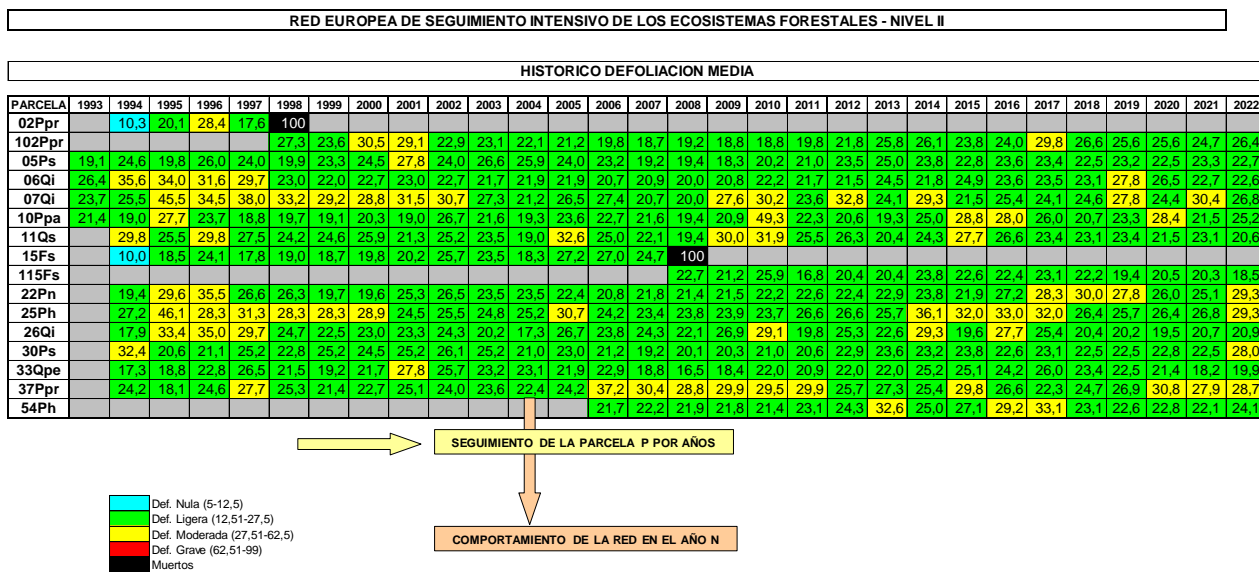 RED EUROPEA DE SEGUIMIENTO INTENSIVO DE LOS ECOSISTEMAS FORESTALES - NIVEL II
HISTORICO DEFOLIACION MEDIA
PARCELA 1993 1994 1995 1996 1997 1998 1999 2000 2001 2002 2003 2004 2005 2006 2007 2008 2009 2010 2011 2012 2013 2014 2015 2016 2017 2018 2019 2020 2021 2022
02Ppr 10,3 20,1 28,4 17,6 100
102Ppr 27,3 23,6 30,5 29,1 22,9 23,1 22,1 21,2 19,8 18,7 19,2 18,8 18,8 19,8 21,8 25,8 26,1 23,8 24,0 29,8 26,6 25,6 25,6 24,7 26,4
05Ps 19,1 24,6 19,8 26,0 24,0 19,9 23,3 24,5 27,8 24,0 26,6 25,9 24,0 23,2 19,2 19,4 18,3 20,2 21,0 23,5 25,0 23,8 22,8 23,6 23,4 22,5 23,2 22,5 23,3 22,7
06Qi 26,4 35,6 34,0 31,6 29,7 23,0 22,0 22,7 23,0 22,7 21,7 21,9 21,9 20,7 20,9 20,0 20,8 22,2 21,7 21,5 24,5 21,8 24,9 23,6 23,5 23,1 27,8 26,5 22,7 22,6
07Qi 23,7 25,5 45,5 34,5 38,0 33,2 29,2 28,8 31,5 30,7 27,3 21,2 26,5 27,4 20,7 20,0 27,6 30,2 23,6 32,8 24,1 29,3 21,5 25,4 24,1 24,6 27,8 24,4 30,4 26,8
10Ppa 21,4 19,0 27,7 23,7 18,8 19,7 19,1 20,3 19,0 26,7 21,6 19,3 23,6 22,7 21,6 19,4 20,9 49,3 22,3 20,6 19,3 25,0 28,8 28,0 26,0 20,7 23,3 28,4 21,5 25,2
11Qs 29,8 25,5 29,8 27,5 24,2 24,6 25,9 21,3 25,2 23,5 19,0 32,6 25,0 22,1 19,4 30,0 31,9 25,5 26,3 20,4 24,3 27,7 26,6 23,4 23,1 23,4 21,5 23,1 20,6
15Fs 10,0 18,5 24,1 17,8 19,0 18,7 19,8 20,2 25,7 23,5 18,3 27,2 27,0 24,7 100
115Fs 22,7 21,2 25,9 16,8 20,4 20,4 23,8 22,6 22,4 23,1 22,2 19,4 20,5 20,3 18,5
22Pn 19,4 29,6 35,5 26,6 26,3 19,7 19,6 25,3 26,5 23,5 23,5 22,4 20,8 21,8 21,4 21,5 22,2 22,6 22,4 22,9 23,8 21,9 27,2 28,3 30,0 27,8 26,0 25,1 29,3
25Ph 27,2 46,1 28,3 31,3 28,3 28,3 28,9 24,5 25,5 24,8 25,2 30,7 24,2 23,4 23,8 23,9 23,7 26,6 26,6 25,7 36,1 32,0 33,0 32,0 26,4 25,7 26,4 26,8 29,3
26Qi 17,9 33,4 35,0 29,7 24,7 22,5 23,0 23,3 24,3 20,2 17,3 26,7 23,8 24,3 22,1 26,9 29,1 19,8 25,3 22,6 29,3 19,6 27,7 25,4 20,4 20,2 19,5 20,7 20,9
30Ps 32,4 20,6 21,1 25,2 22,8 25,2 24,5 25,2 26,1 25,2 21,0 23,0 21,2 19,2 20,1 20,3 21,0 20,6 22,9 23,6 23,2 23,8 22,6 23,1 22,5 22,5 22,8 22,5 28,0
33Qpe 17,3 18,8 22,8 26,5 21,5 19,2 21,7 27,8 25,7 23,2 23,1 21,9 22,9 18,8 16,5 18,4 22,0 20,9 22,0 22,0 25,2 25,1 24,2 26,0 23,4 22,5 21,4 18,2 19,9
37Ppr 24,2 18,1 24,6 27,7 25,3 21,4 22,7 25,1 24,0 23,6 22,4 24,2 37,2 30,4 28,8 29,9 29,5 29,9 25,7 27,3 25,4 29,8 26,6 22,3 24,7 26,9 30,8 27,9 28,7
54Ph 21,7 22,2 21,9 21,8 21,4 23,1 24,3 32,6 25,0 27,1 29,2 33,1 23,1 22,6 22,8 22,1 24,1
SEGUIMIENTO DE LA PARCELA P POR AÑOS
Def. Nula (5-12,5)
Def. Ligera (12,51-27,5)
Def. Moderada (27,51-62,5)
Def. Grave (62,51-99)
Muertos
COMPORTAMIENTO DE LA RED EN EL AÑO N